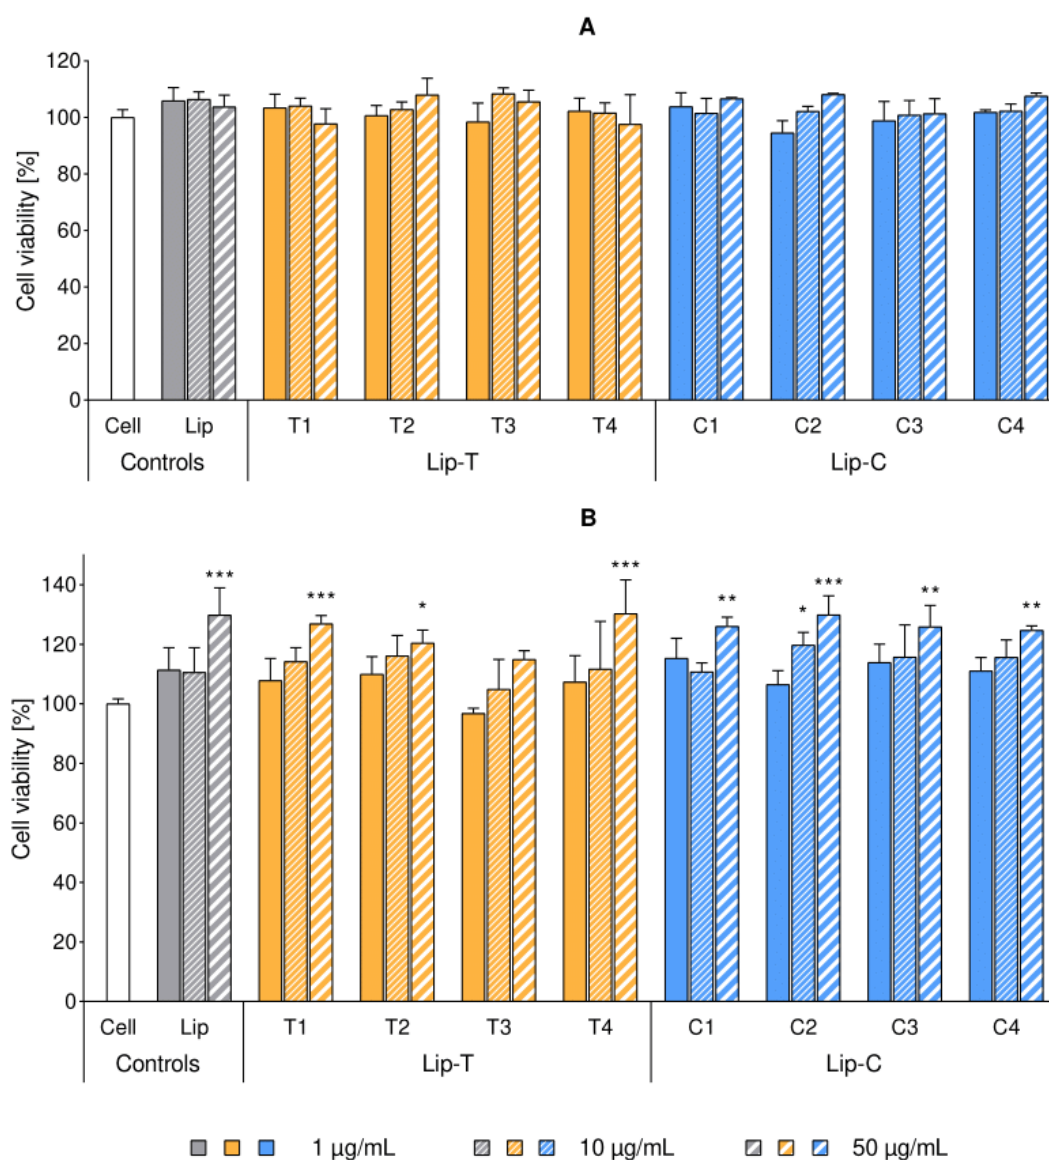 A
120
100
80
60
40
20
0
Cell viability [%]
Cell Lip T1 T2 T3 T4 C1 C2 C3 C4
Controls Lip-T Lip-C
B
140
120
100
80
60
40
20
0
Cell viability [%]
*** *** * *** ** * *** ** **
Cell Lip T1 T2 T3 T4 C1 C2 C3 C4
Controls Lip-T Lip-C
1 µg/mL 10 µg/mL 50 µg/mL